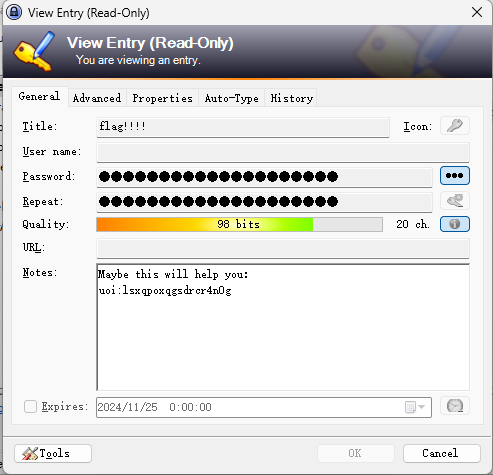 View Entry (Read-Only)
View Entry (Read-Only)
You are viewing an entry.
General Advanced Properties Auto-Type History
Title: flag!!!! Icon:
User name:
Password: ●●●●●●●●●●●●●●●●●●●●
Repeat: ●●●●●●●●●●●●●●●●●●●●
Quality: 98 bits 20 ch.
URL:
Notes: Maybe this will help you:
uoi:lsxqpoxqgsdrcr4n0g
Expires: 2024/11/25 0:00:00
Tools OK Cancel